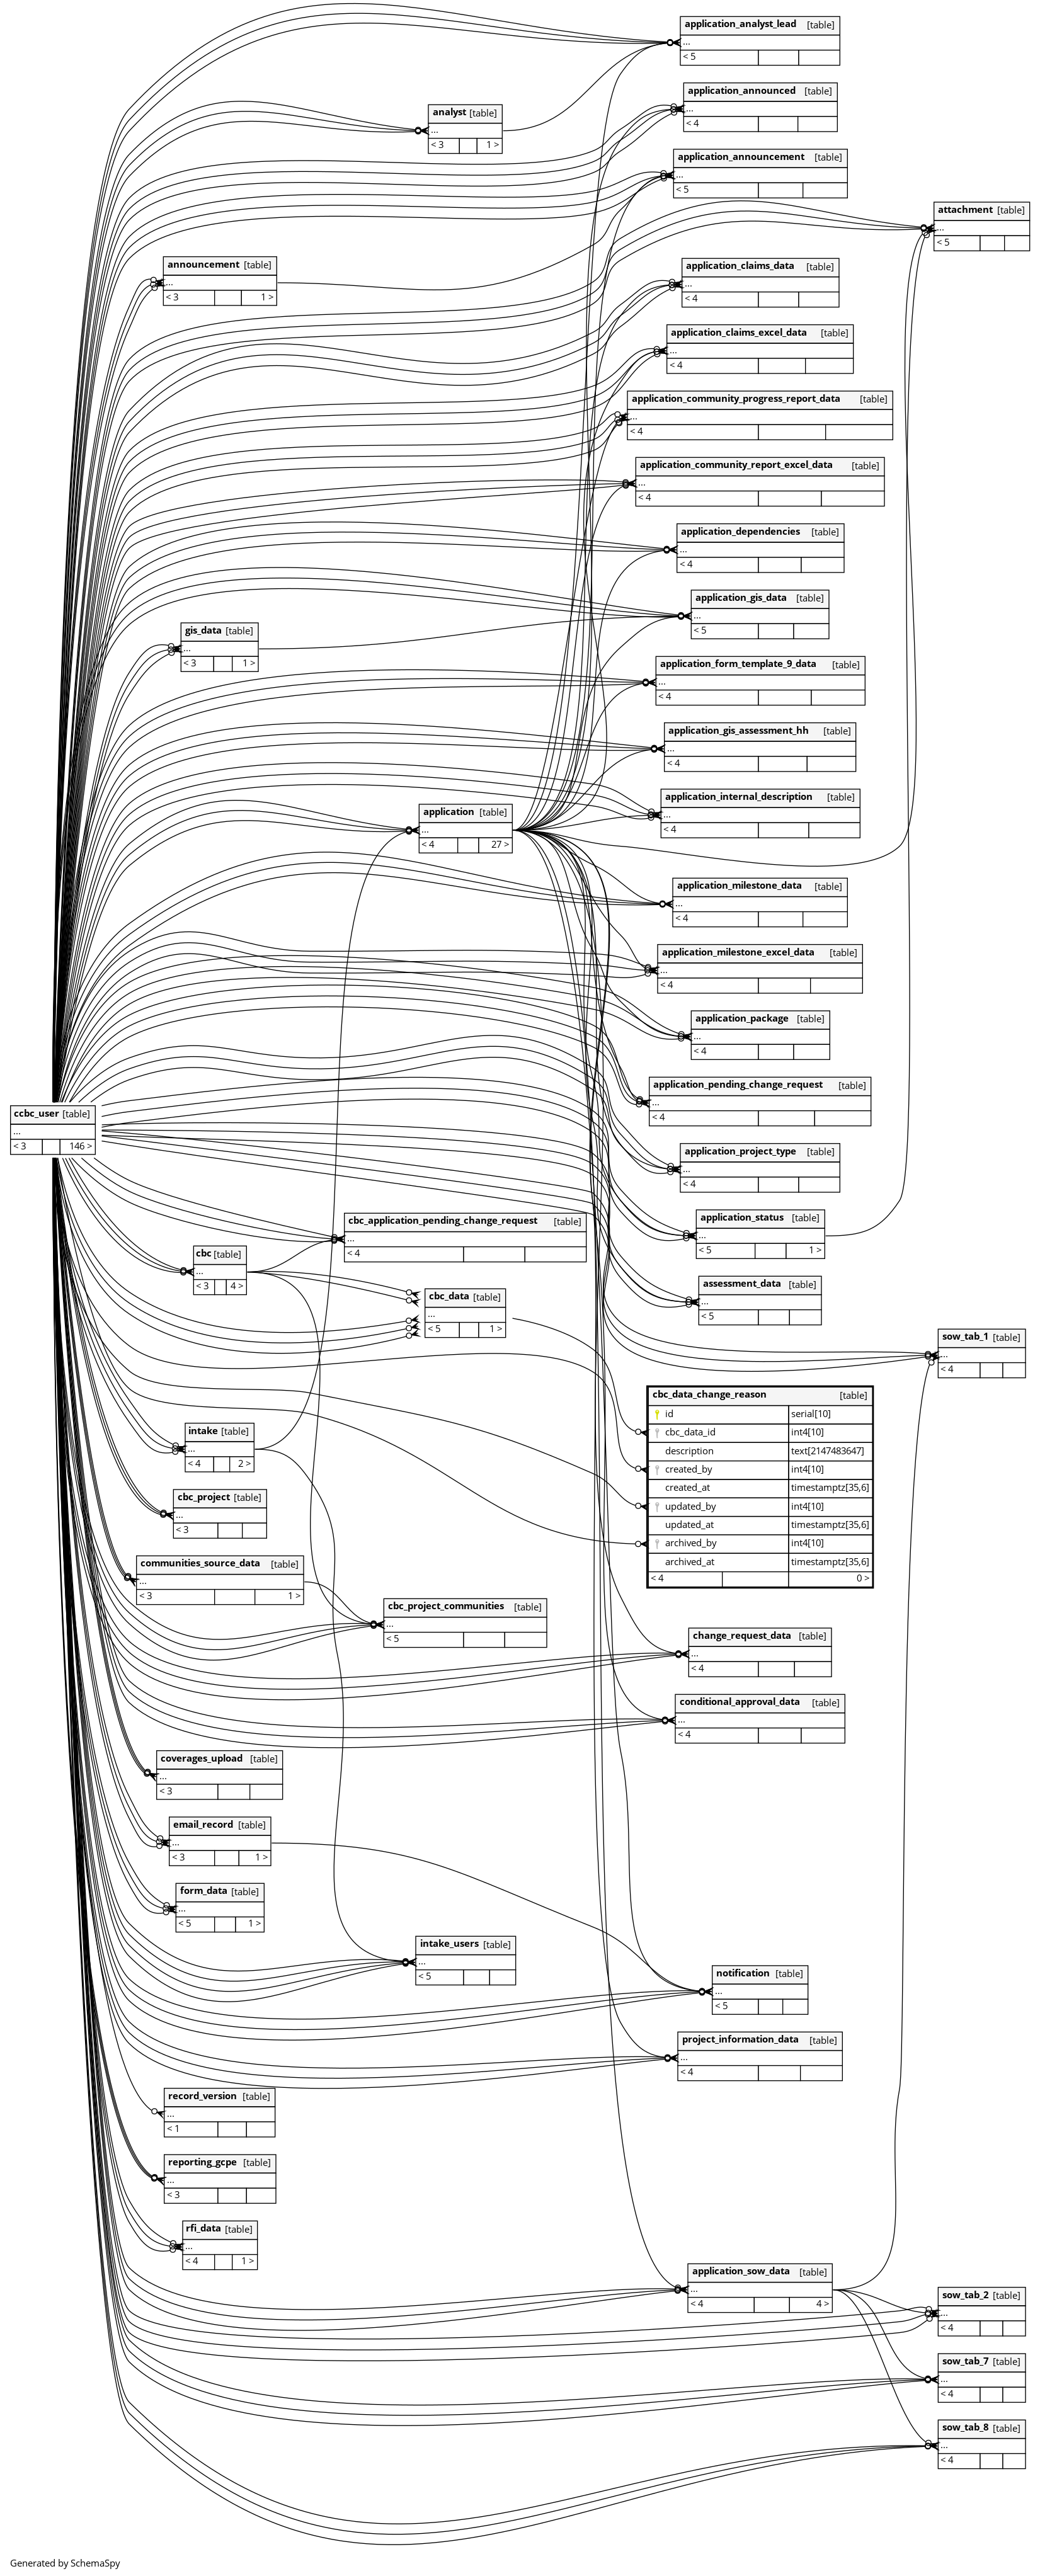 application_analyst_lead [table]
...
< 5
application_announced [table]
...
< 4
analyst [table]
...
< 3 1 >
application_announcement [table]
...
< 5
attachment [table]
...
< 5
announcement [table]
...
< 3 1 >
application_claims_data [table]
...
< 4
application_claims_excel_data [table]
...
< 4
application_community_progress_report_data [table]
...
< 4
application_community_report_excel_data [table]
...
< 4
application_dependencies [table]
...
< 4
application_gis_data [table]
...
< 5
gis_data [table]
...
< 3 1 >
application_form_template_9_data [table]
...
< 4
application_gis_assessment_hh [table]
...
< 4
application_internal_description [table]
...
< 4
application [table]
...
< 4 27 >
application_milestone_data [table]
...
< 4
application_milestone_excel_data [table]
...
< 4
application_package [table]
...
< 4
application_pending_change_request [table]
...
< 4
ccbc_user [table]
...
< 3 146 >
application_project_type [table]
...
< 4
application_status [table]
...
< 5 1 >
cbc_application_pending_change_request [table]
...
< 4
cbc [table]
...
< 3 4 >
assessment_data [table]
...
< 5
cbc_data [table]
...
< 5 1 >
sow_tab_1 [table]
...
< 4
cbc_data_change_reason [table]
id serial[10]
cbc_data_id int4[10]
description text[2147483647]
created_by int4[10]
created_at timestamptz[35,6]
updated_by int4[10]
updated_at timestamptz[35,6]
archived_by int4[10]
archived_at timestamptz[35,6]
< 4 0 >
intake [table]
...
< 4 2 >
cbc_project [table]
...
< 3
communities_source_data [table]
...
< 3 1 >
cbc_project_communities [table]
...
< 5
change_request_data [table]
...
< 4
conditional_approval_data [table]
...
< 4
coverages_upload [table]
...
< 3
email_record [table]
...
< 3 1 >
form_data [table]
...
< 5 1 >
intake_users [table]
...
< 5
notification [table]
...
< 5
project_information_data [table]
...
< 4
record_version [table]
...
< 1
reporting_gcpe [table]
...
< 3
rfi_data [table]
...
< 4 1 >
application_sow_data [table]
...
< 4 4 >
sow_tab_2 [table]
...
< 4
sow_tab_7 [table]
...
< 4
sow_tab_8 [table]
...
< 4
Generated by SchemaSpy